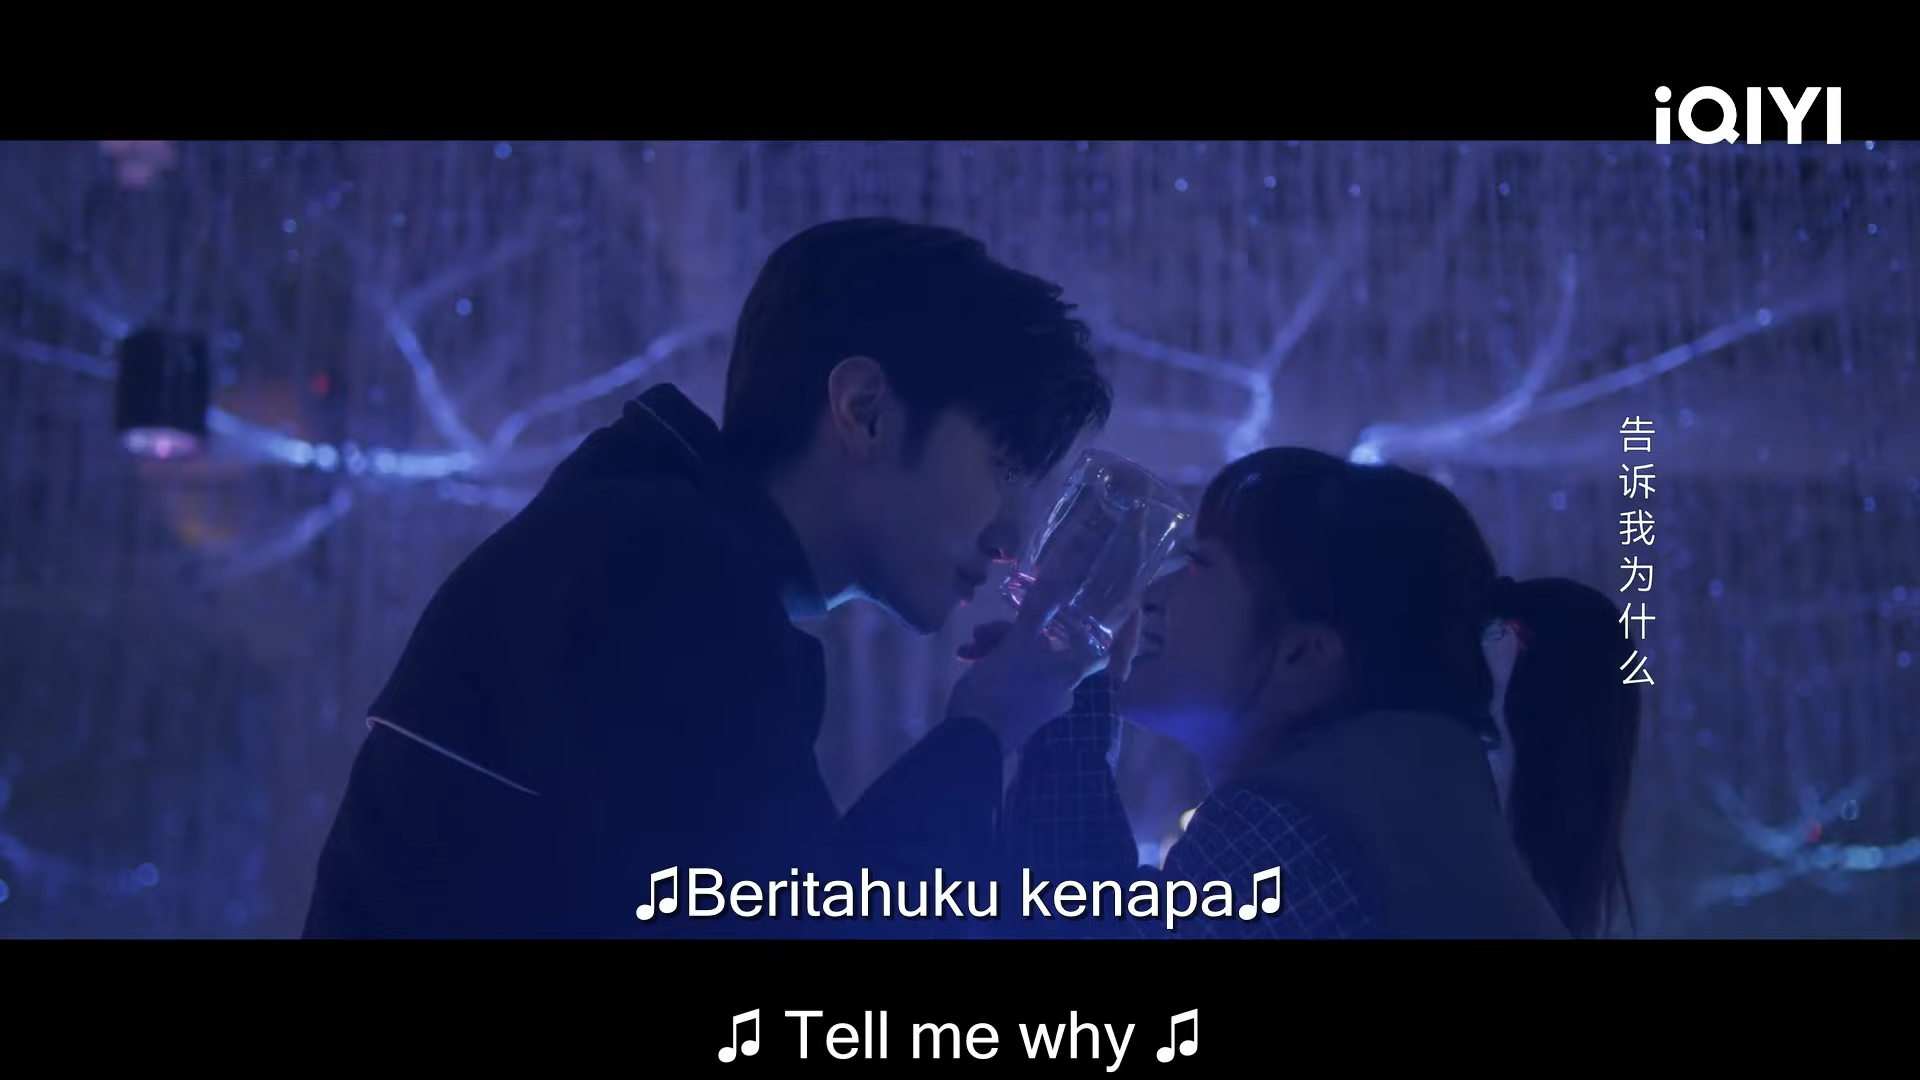 iQIYI
告诉我为什么
♫Beritahuku kenapa♫
♫ Tell me why ♫